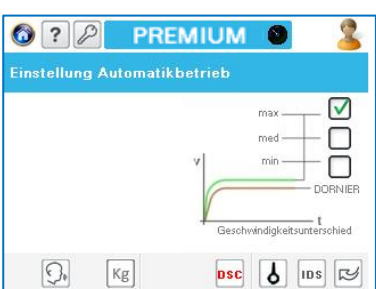 ?
PREMIUM
Einstellung Automatikbetrieb
max
med
min
v
DORNIER
t
Geschwindigkeitsunterschied
Kg
DSC
IDS